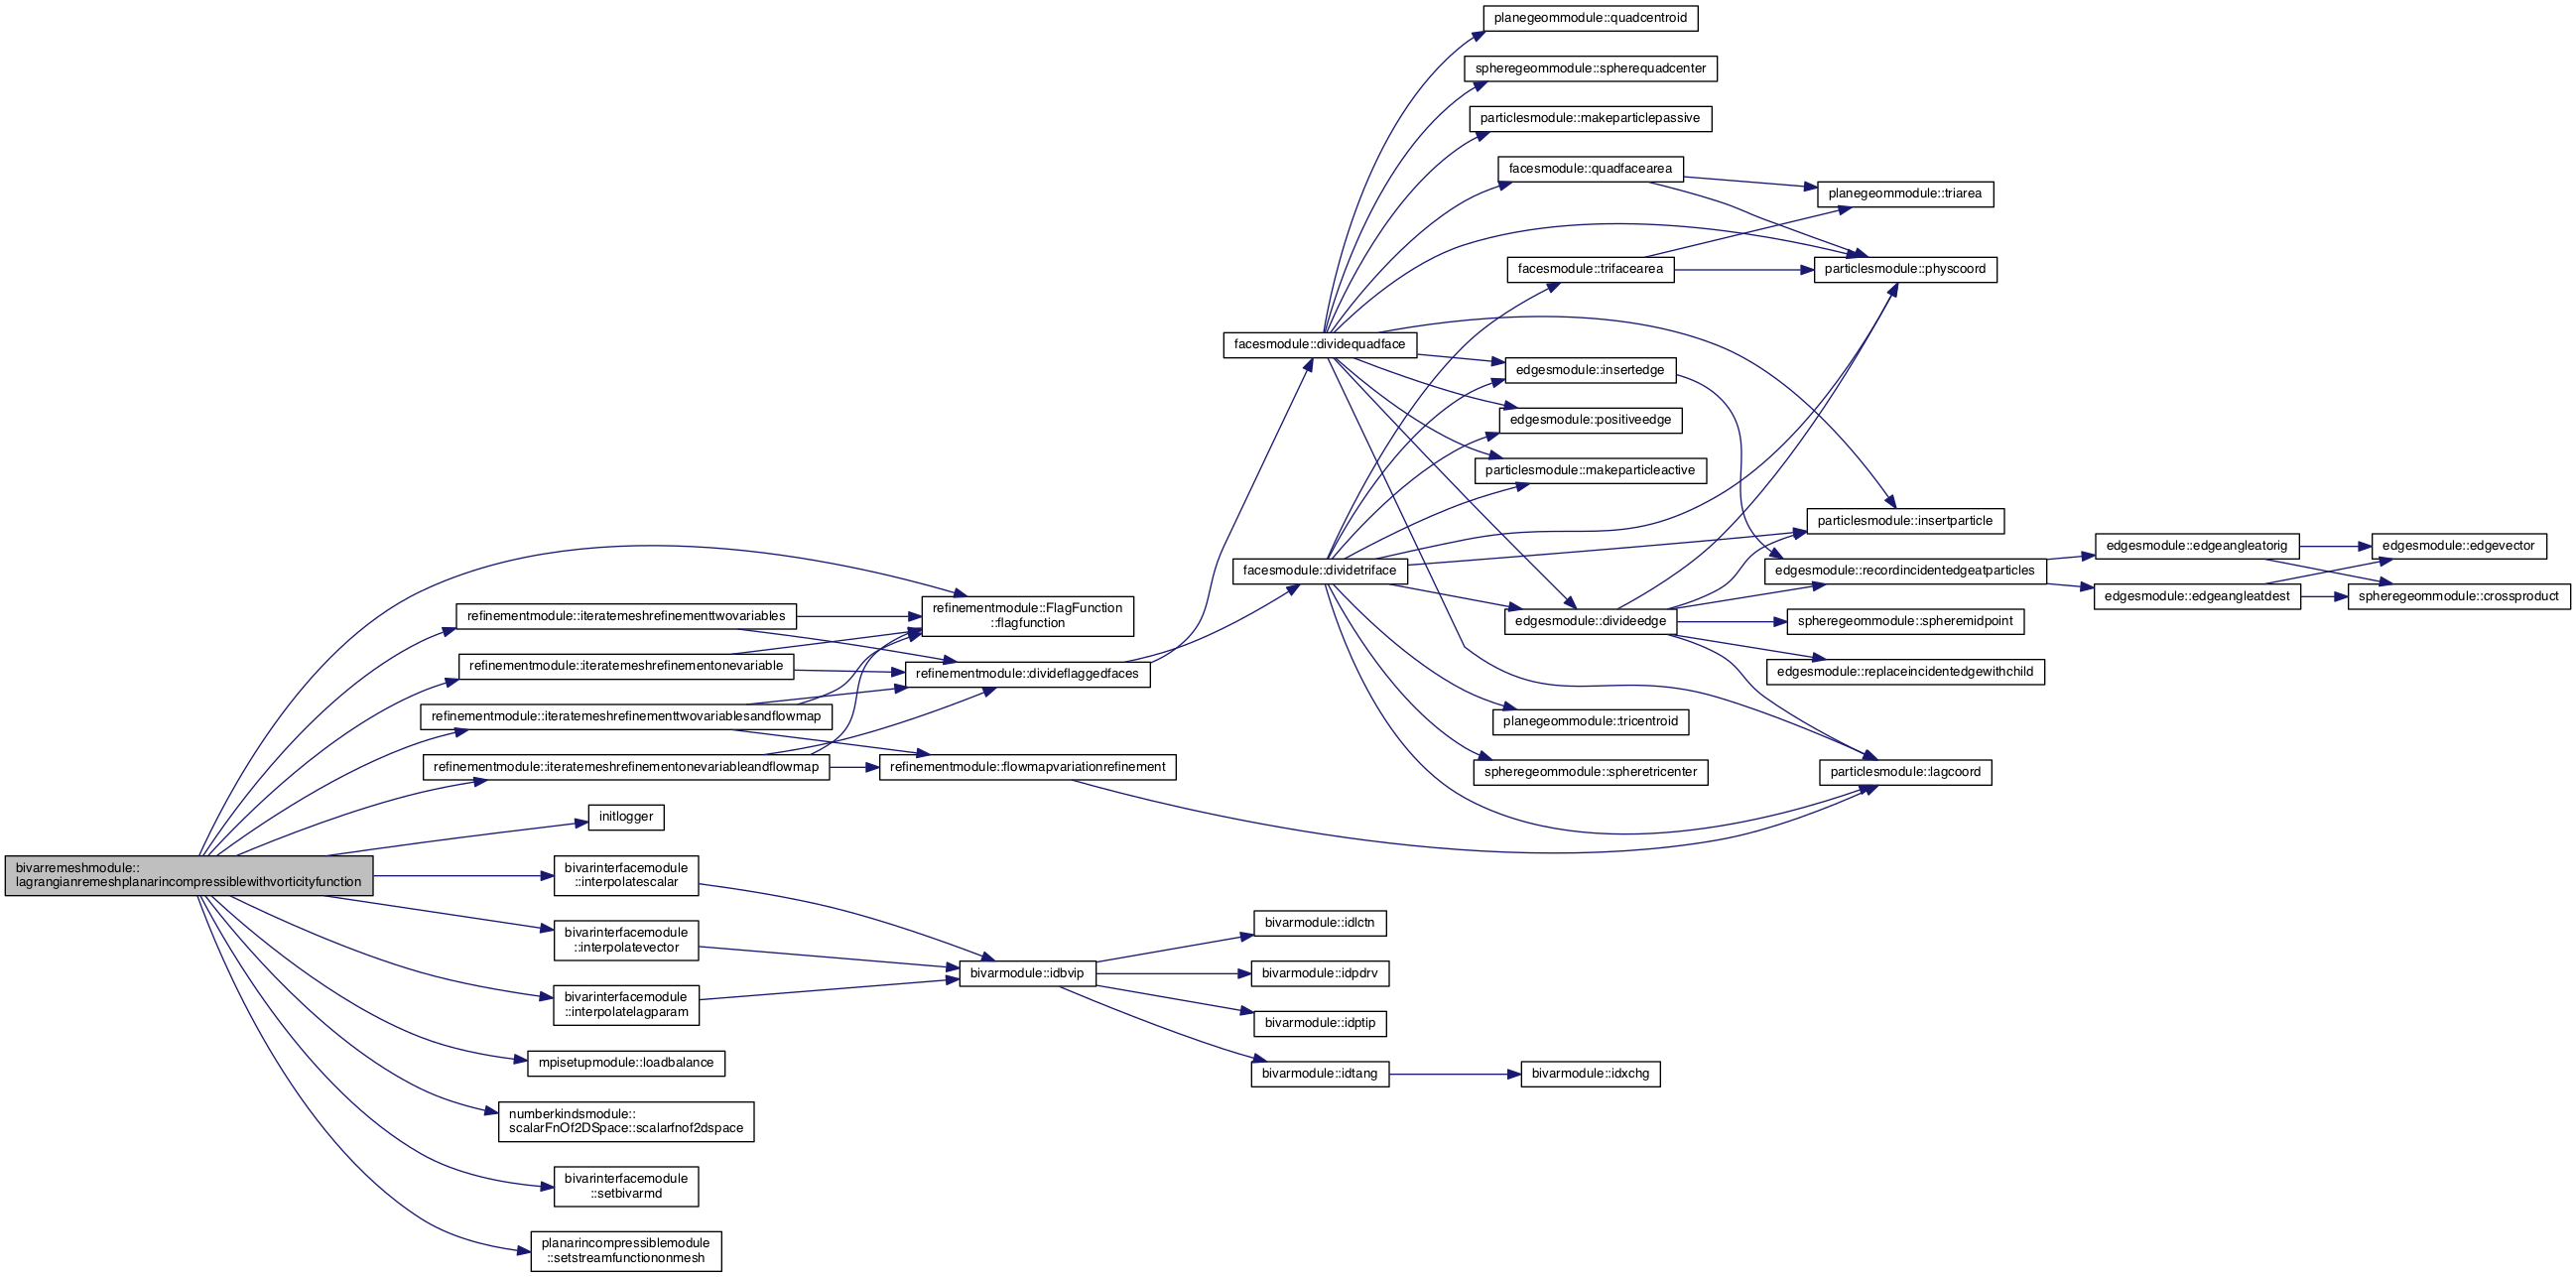 planegeommodule::quadcentroid
spheregeommodule::spherequadcenter
particlesmodule::makeparticlepassive
facesmodule::quadfacearea
planegeommodule::triarea
facesmodule::trifacearea
particlesmodule::physcoord
facesmodule::dividequadface
edgesmodule::insertedge
edgesmodule::positiveedge
particlesmodule::makeparticleactive
particlesmodule::insertparticle
edgesmodule::edgeangleatorig
edgesmodule::edgevector
facesmodule::dividetriface
edgesmodule::recordincidentedgeatparticles
edgesmodule::edgeangleatdest
spheregeommodule::crossproduct
refinementmodule::iteratemeshrefinementtwovariables
refinementmodule::FlagFunction
::flagfunction
edgesmodule::divideedge
spheregeommodule::spheremidpoint
refinementmodule::iteratemeshrefinementonevariable
refinementmodule::divideflaggedfaces
edgesmodule::replaceincidentedgewithchild
refinementmodule::iteratemeshrefinementtwovariablesandflowmap
planegeommodule::tricentroid
refinementmodule::iteratemeshrefinementonevariableandflowmap
refinementmodule::flowmapvariationrefinement
spheregeommodule::spheretricenter
particlesmodule::lagcoord
initlogger
bivarremeshmodule::
lagrangianremeshplanarincompressiblewithvorticityfunction
bivarinterfacemodule
::interpolatescalar
bivarinterfacemodule
::interpolatevector
bivarmodule::idlctn
bivarmodule::idbvip
bivarmodule::idpdrv
bivarinterfacemodule
::interpolatelagparam
bivarmodule::idptip
mpisetupmodule::loadbalance
bivarmodule::idtang
bivarmodule::idxchg
numberkindsmodule::
scalarFnOf2DSpace::scalarfnof2dspace
bivarinterfacemodule
::setbivarmd
planarincompressiblemodule
::setstreamfunctiononmesh